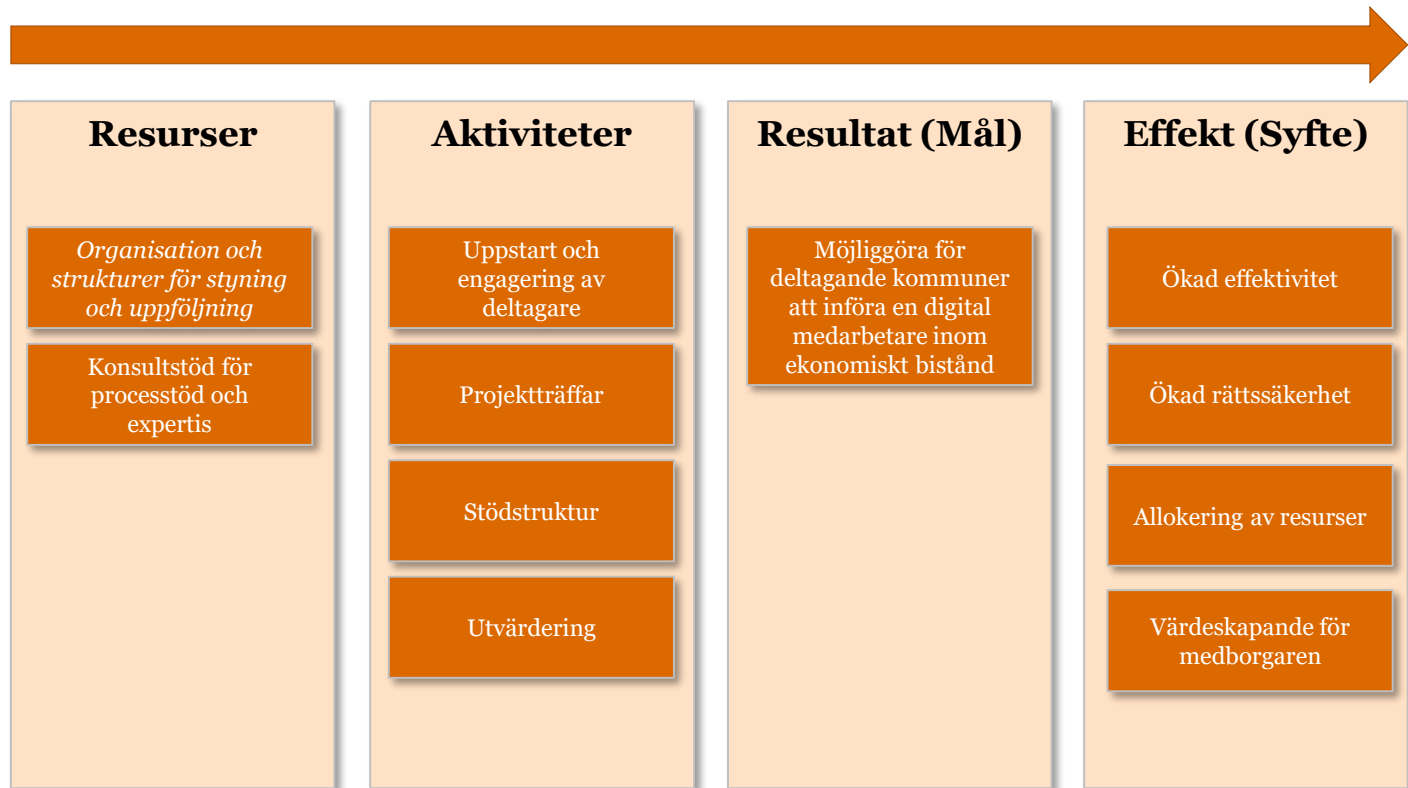 Resurser
Organisation och
strukturer för styning
och uppföljning
Konsultstöd för
processtöd och
expertis
Aktiviteter
Uppstart och
engagering av
deltagare
Projektträffar
Stödstruktur
Utvärdering
Resultat (Mål)
Möjliggöra för
deltagande kommuner
att införa en digital
medarbetare inom
ekonomiskt bistånd
Effekt (Syfte)
Ökad effektivitet
Ökad rättssäkerhet
Allokering av resurser
Värdeskapande för
medborgaren